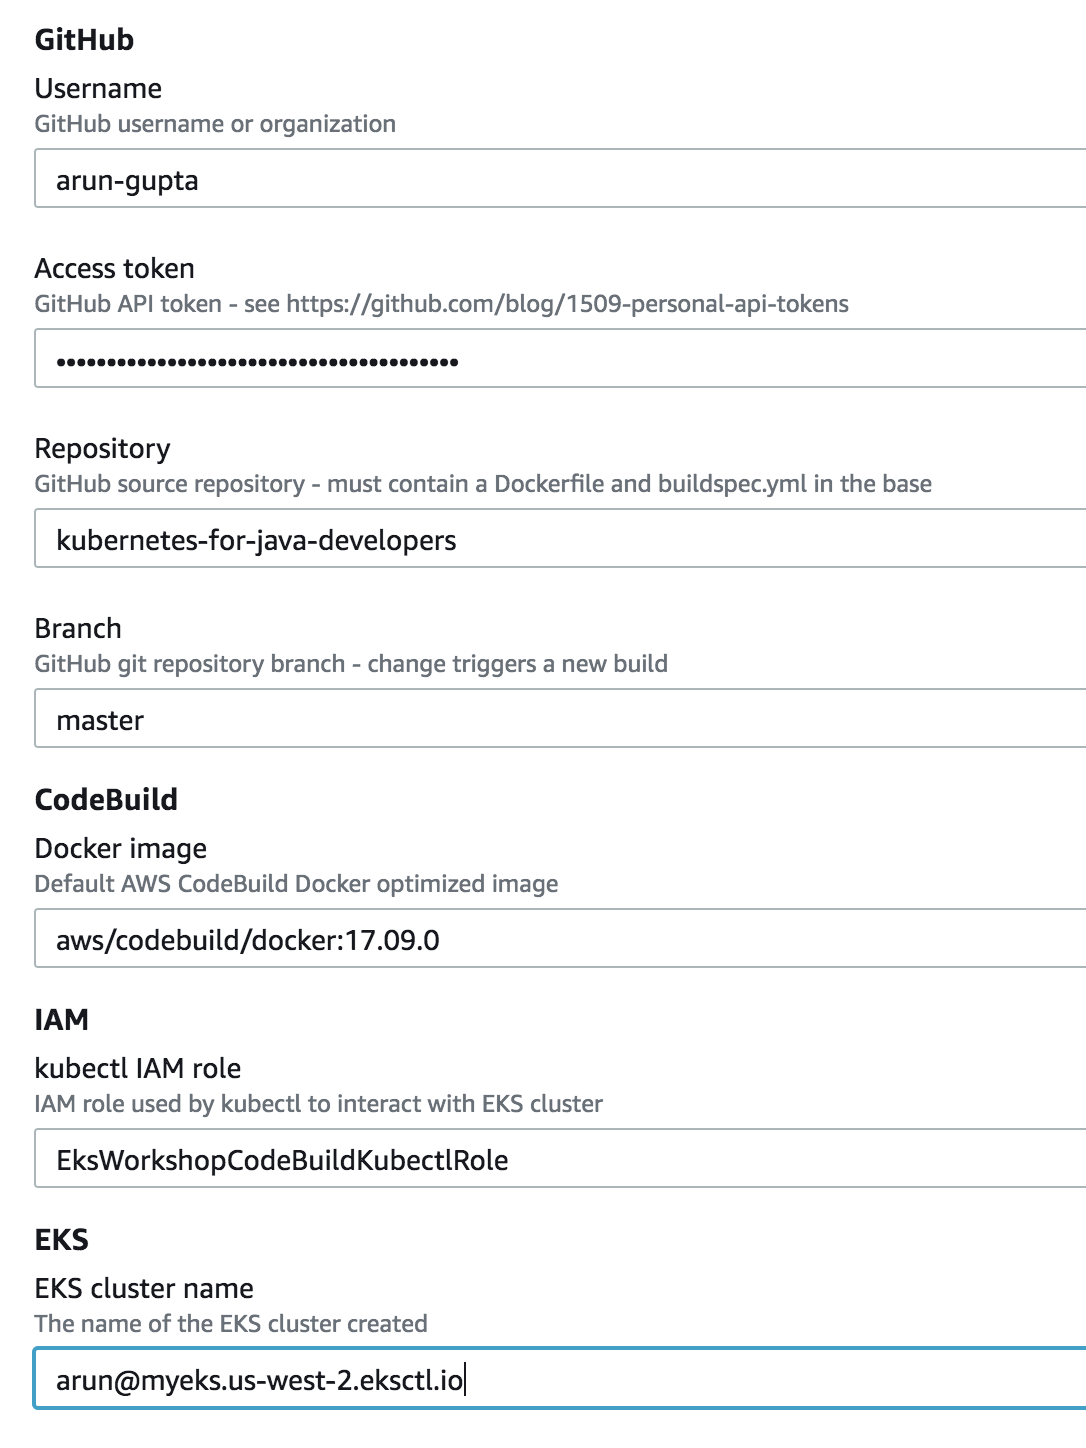 GitHub
Username
GitHub username or organization
arun-gupta
Access token
GitHub API token - see https://github.com/blog/1509-personal-api-tokens
••••••••••••••••••••••••••••••••••••••••
Repository
GitHub source repository - must contain a Dockerfile and buildspec.yml in the base
kubernetes-for-java-developers
Branch
GitHub git repository branch - change triggers a new build
master
CodeBuild
Docker image
Default AWS CodeBuild Docker optimized image
aws/codebuild/docker:17.09.0
IAM
kubectl IAM role
IAM role used by kubectl to interact with EKS cluster
EksWorkshopCodeBuildKubectlRole
EKS
EKS cluster name
The name of the EKS cluster created
arun@myeks.us-west-2.eksctl.io